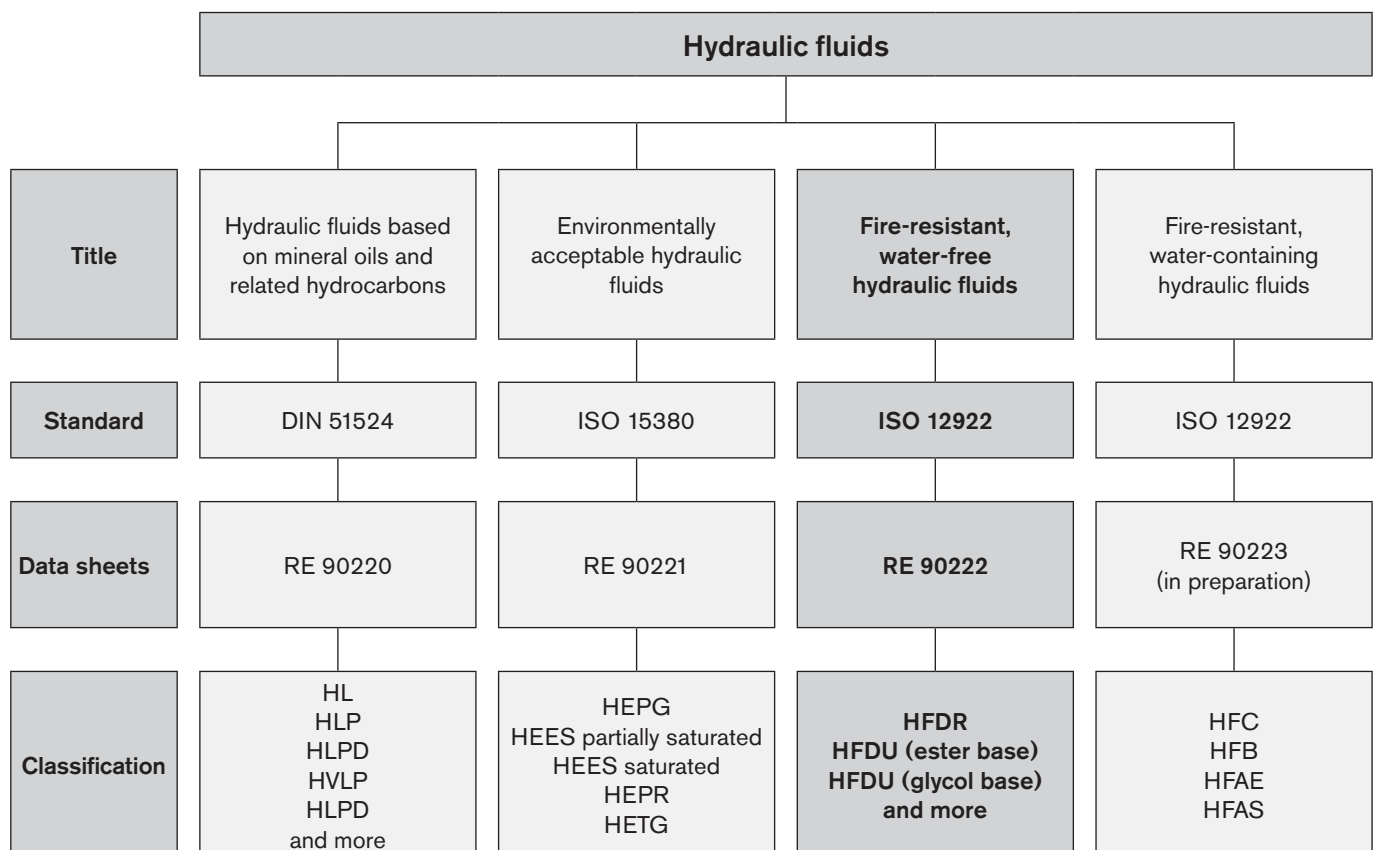 Hydraulic fluids
Title
Hydraulic fluids based
on mineral oils and
related hydrocarbons
Environmentally
acceptable hydraulic
fluids
Fire-resistant,
water-free
hydraulic fluids
Fire-resistant,
water-containing
hydraulic fluids
Standard
DIN 51524
ISO 15380
ISO 12922
ISO 12922
Data sheets
RE 90220
RE 90221
RE 90222
RE 90223
(in preparation)
Classification
HL
HLP
HLPD
HVLP
HLPD
and more
HEPG
HEES partially saturated
HEES saturated
HEPR
HETG
HFDR
HFDU (ester base)
HFDU (glycol base)
and more
HFC
HFB
HFAE
HFAS